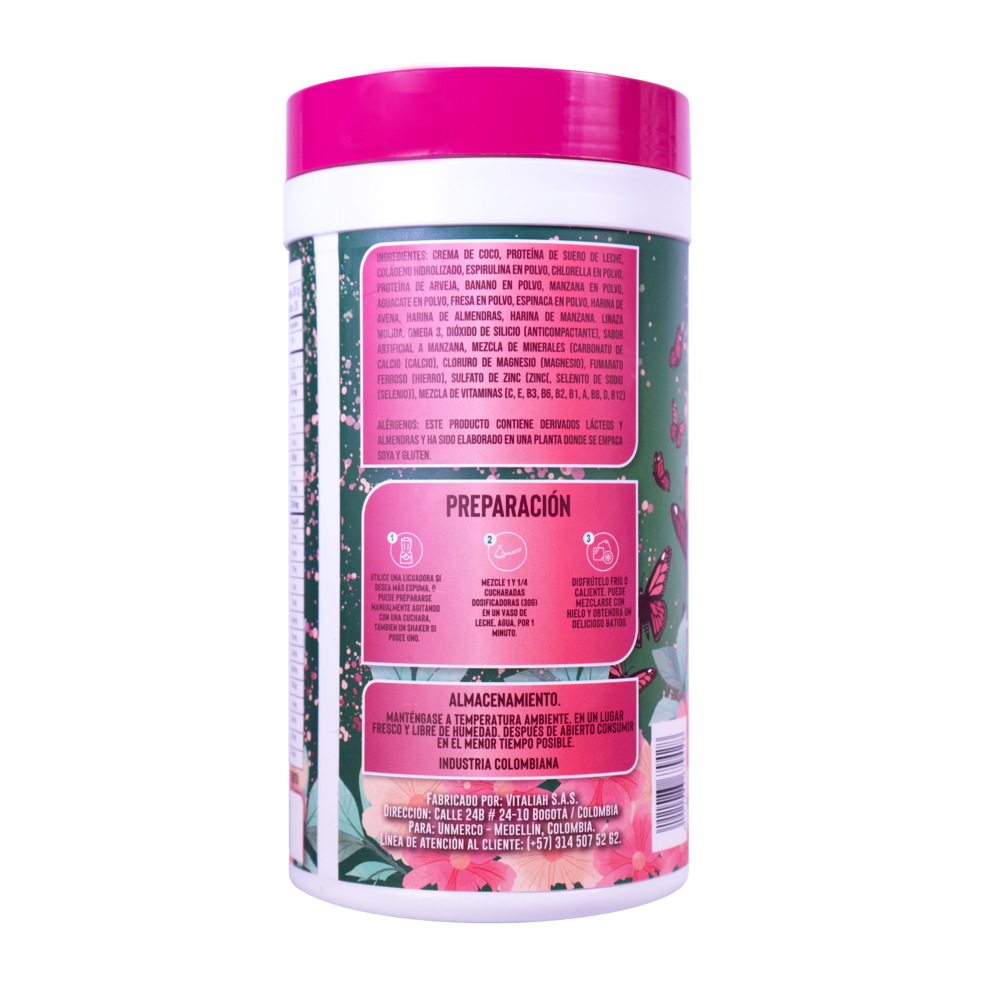 INGREDIENTES: CREMA DE COCO, PROTEÍNA DE SUERO DE LECHE,
COLÁGENO HIDROLIZADO, ESPIRULINA EN POLVO, CHLORELLA EN POLVO,
PROTEÍNA DE ARVEJA, BANANO EN POLVO, MANZANA EN POLVO,
AGUACATE EN POLVO, FRESA EN POLVO, ESPINACA EN POLVO, HARINA DE
AVENA, HARINA DE ALMENDRAS, HARINA DE MANZANA. LINAZA
MOLIDA, OMEGA 3, DIÓXIDO DE SILICIO (ANTICOMPACTANTE), SABOR
ARTIFICIAL A MANZANA, MEZCLA DE MINERALES (CARBONATO DE
CALCIO (CALCIO), CLORURO DE MAGNESIO (MAGNESIO), FUMARATO
FERROSO (HIERRO), SULFATO DE ZINC (ZINC(, SELENITO DE SODIO
(SELENIO)), MEZCLA DE VITAMINAS (C, E, B3, B6, B2, B1, A, B8, D, B12)
ALÉRGENOS: ESTE PRODUCTO CONTIENE DERIVADOS LÁCTEOS Y
ALMENDRAS Y HA SIDO ELABORADO EN UNA PLANTA DONDE SE EMPACA
SOYA Y GLUTEN.
PREPARACIÓN
1
UTILICE UNA LICUADORA SI
DESEA MÁS ESPUMA, O
PUEDE PREPARARSE
MANUALMENTE AGITANDO
CON UNA CUCHARA,
TAMBIEN UN SHAKER SI
POSEE UNO.
2
MEZCLE 1 Y 1/4
CUCHARADAS
DOSIFICADORAS (30G)
EN UN VASO DE
LECHE, AGUA, POR 1
MINUTO.
3
DISFRÚTELO FRÍO O
CALIENTE. PUEDE
MEZCLARSE CON
HIELO Y OBTENDRÁ UN
DELICIOSO BATIDO.
ALMACENAMIENTO.
MANTÉNGASE A TEMPERATURA AMBIENTE, EN UN LUGAR
FRESCO Y LIBRE DE HUMEDAD. DESPUÉS DE ABIERTO CONSUMIR
EN EL MENOR TIEMPO POSIBLE.
INDUSTRIA COLOMBIANA
FABRICADO POR: VITALIAH S.A.S.
DIRECCIÓN: CALLE 24B # 24-10 BOGOTÁ / COLOMBIA
PARA: UNMERCO - MEDELLÍN, COLOMBIA.
LÍNEA DE ATENCIÓN AL CLIENTE: (+57) 314 507 52 62.